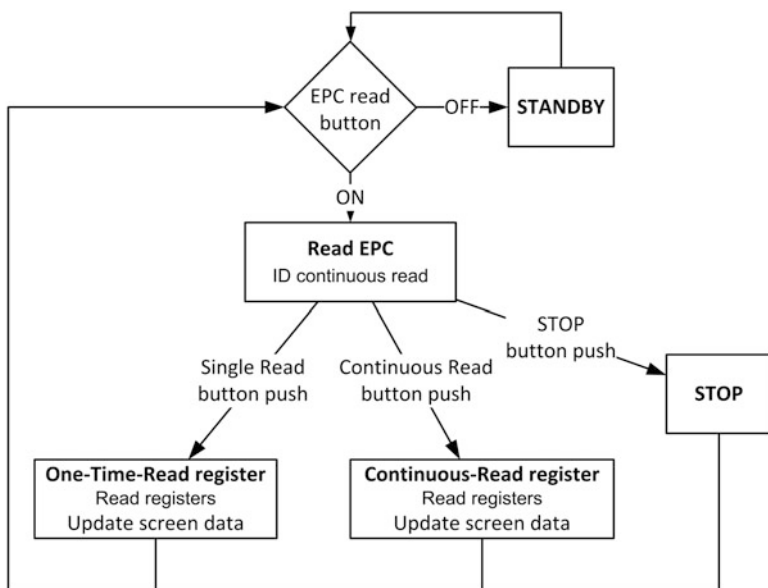 EPC read
button
OFF
STANDBY
ON
Read EPC
ID continuous read
STOP
button push
Single Read
button push
Continuous Read
button push
STOP
One-Time-Read register
Read registers
Update screen data
Continuous-Read register
Read registers
Update screen data